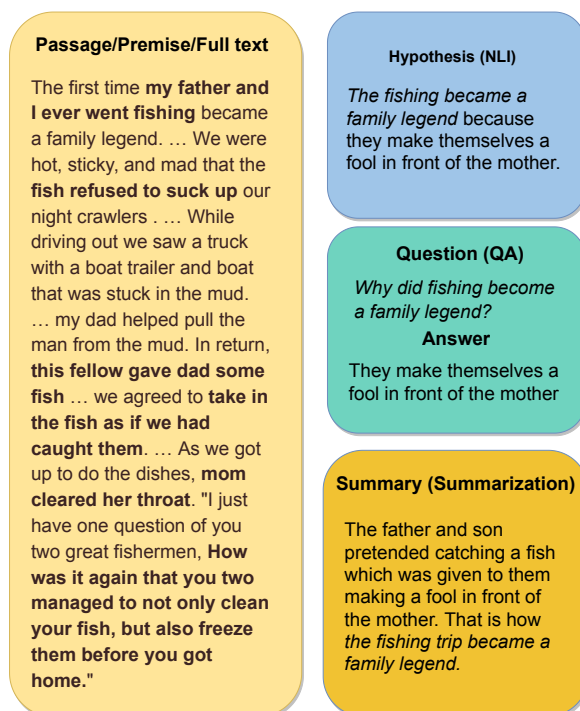 Passage/Premise/Full text
The first time my father and
I ever went fishing became
a family legend. … We were
hot, sticky, and mad that the
fish refused to suck up our
night crawlers . … While
driving out we saw a truck
with a boat trailer and boat
that was stuck in the mud.
… my dad helped pull the
man from the mud. In return,
this fellow gave dad some
fish … we agreed to take in
the fish as if we had
caught them. … As we got
up to do the dishes, mom
cleared her throat. "I just
have one question of you
two great fishermen, How
was it again that you two
managed to not only clean
your fish, but also freeze
them before you got
home."
Hypothesis (NLI)
The fishing became a
family legend because
they make themselves a
fool in front of the mother.
Question (QA)
Why did fishing become
a family legend?
Answer
They make themselves a
fool in front of the mother
Summary (Summarization)
The father and son
pretended catching a fish
which was given to them
making a fool in front of
the mother. That is how
the fishing trip became a
family legend.